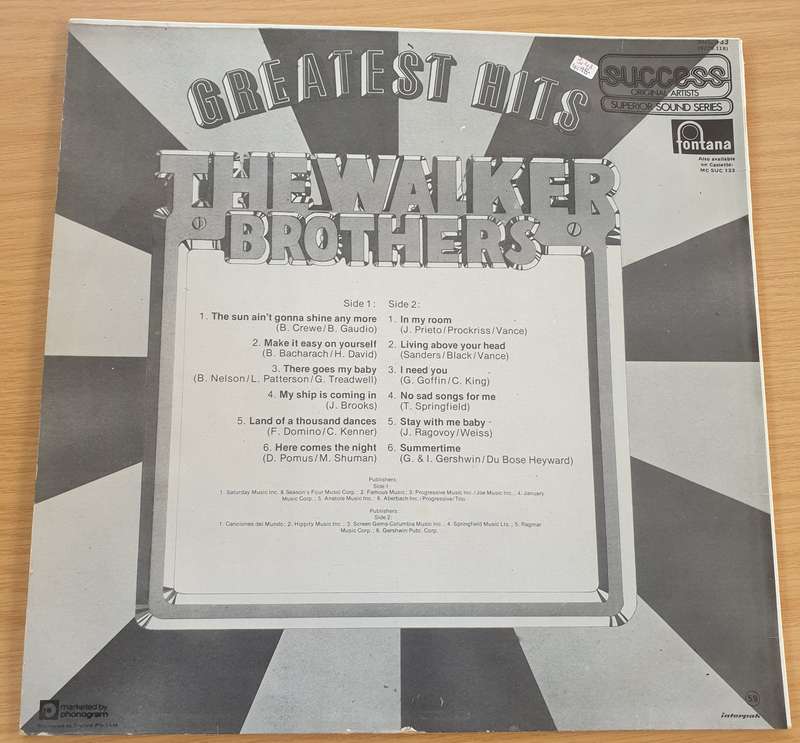 GREATEST HITS
success
ORIGINAL ARTISTS
SUPERIOR SOUND SERIES
fontana
Also available
on Cassette:
MC SUC 133
THE WALKER
BROTHERS
Side 1:
1. The sun ain't gonna shine any more
(B. Crewe/B. Gaudio)
2. Make it easy on yourself
(B. Bacharach/H. David)
3. There goes my baby
(B. Nelson/L. Patterson/G. Treadwell)
4. My ship is coming in
(J. Brooks)
5. Land of a thousand dances
(F. Domino/C. Kenner)
6. Here comes the night
(D. Pomus/M. Shuman)
Side 2:
1. In my room
(J. Prieto/Prockriss/Vance)
2. Living above your head
(Sanders/Black/Vance)
3. I need you
(G. Goffin/C. King)
4. No sad songs for me
(T. Springfield)
5. Stay with me baby
(J. Ragovoy/Weiss)
6. Summertime
(G. & I. Gershwin/Du Bose Heyward)
Publishers:
Side 1
1. Saturday Music Inc. & Season's Four Music Corp.; 2. Famous Music; 3. Progressive Music Inc./Joe Music Inc.; 4. January
Music Corp.; 5. Anatole Music Inc.; 6. Aberbach Inc./Progressive/Trio
Publishers:
Side 2:
1. Canciones del Mundo; 2. Music Inc.; 3. Screen Gems-Columbia Music Inc.; 4. Springfield Music Ltd.; 5. Ragmar
Music Corp.; 6. Gershwin Publ. Corp.
marketed by
phonogram
59
interpak